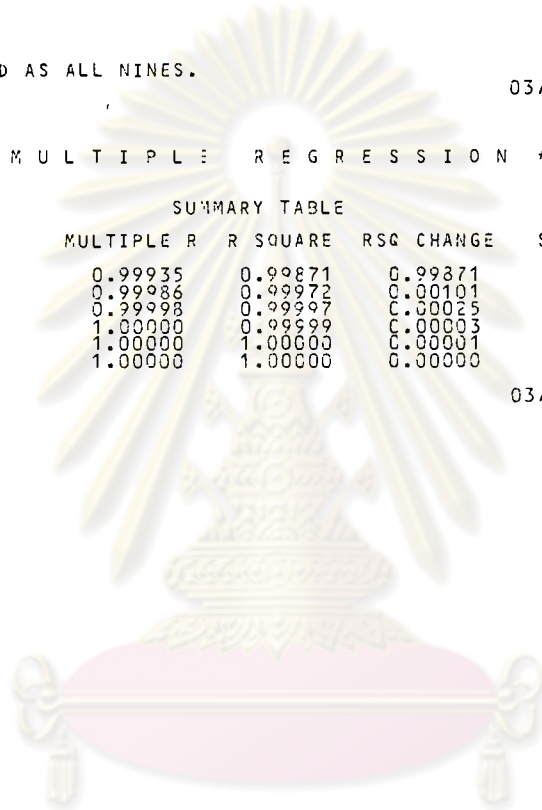 D AS ALL NINES.
03/
M U L T I P L E R E G R E S S I O N *
SUMMARY TABLE
MULTIPLE R R SQUARE RSQ CHANGE S
0.99935 0.99871 0.99871
0.99986 0.99972 0.00101
0.99998 0.99997 0.00025
1.00000 0.99999 0.00003
1.00000 1.00000 0.00001
1.00000 1.00000 0.00000
03/